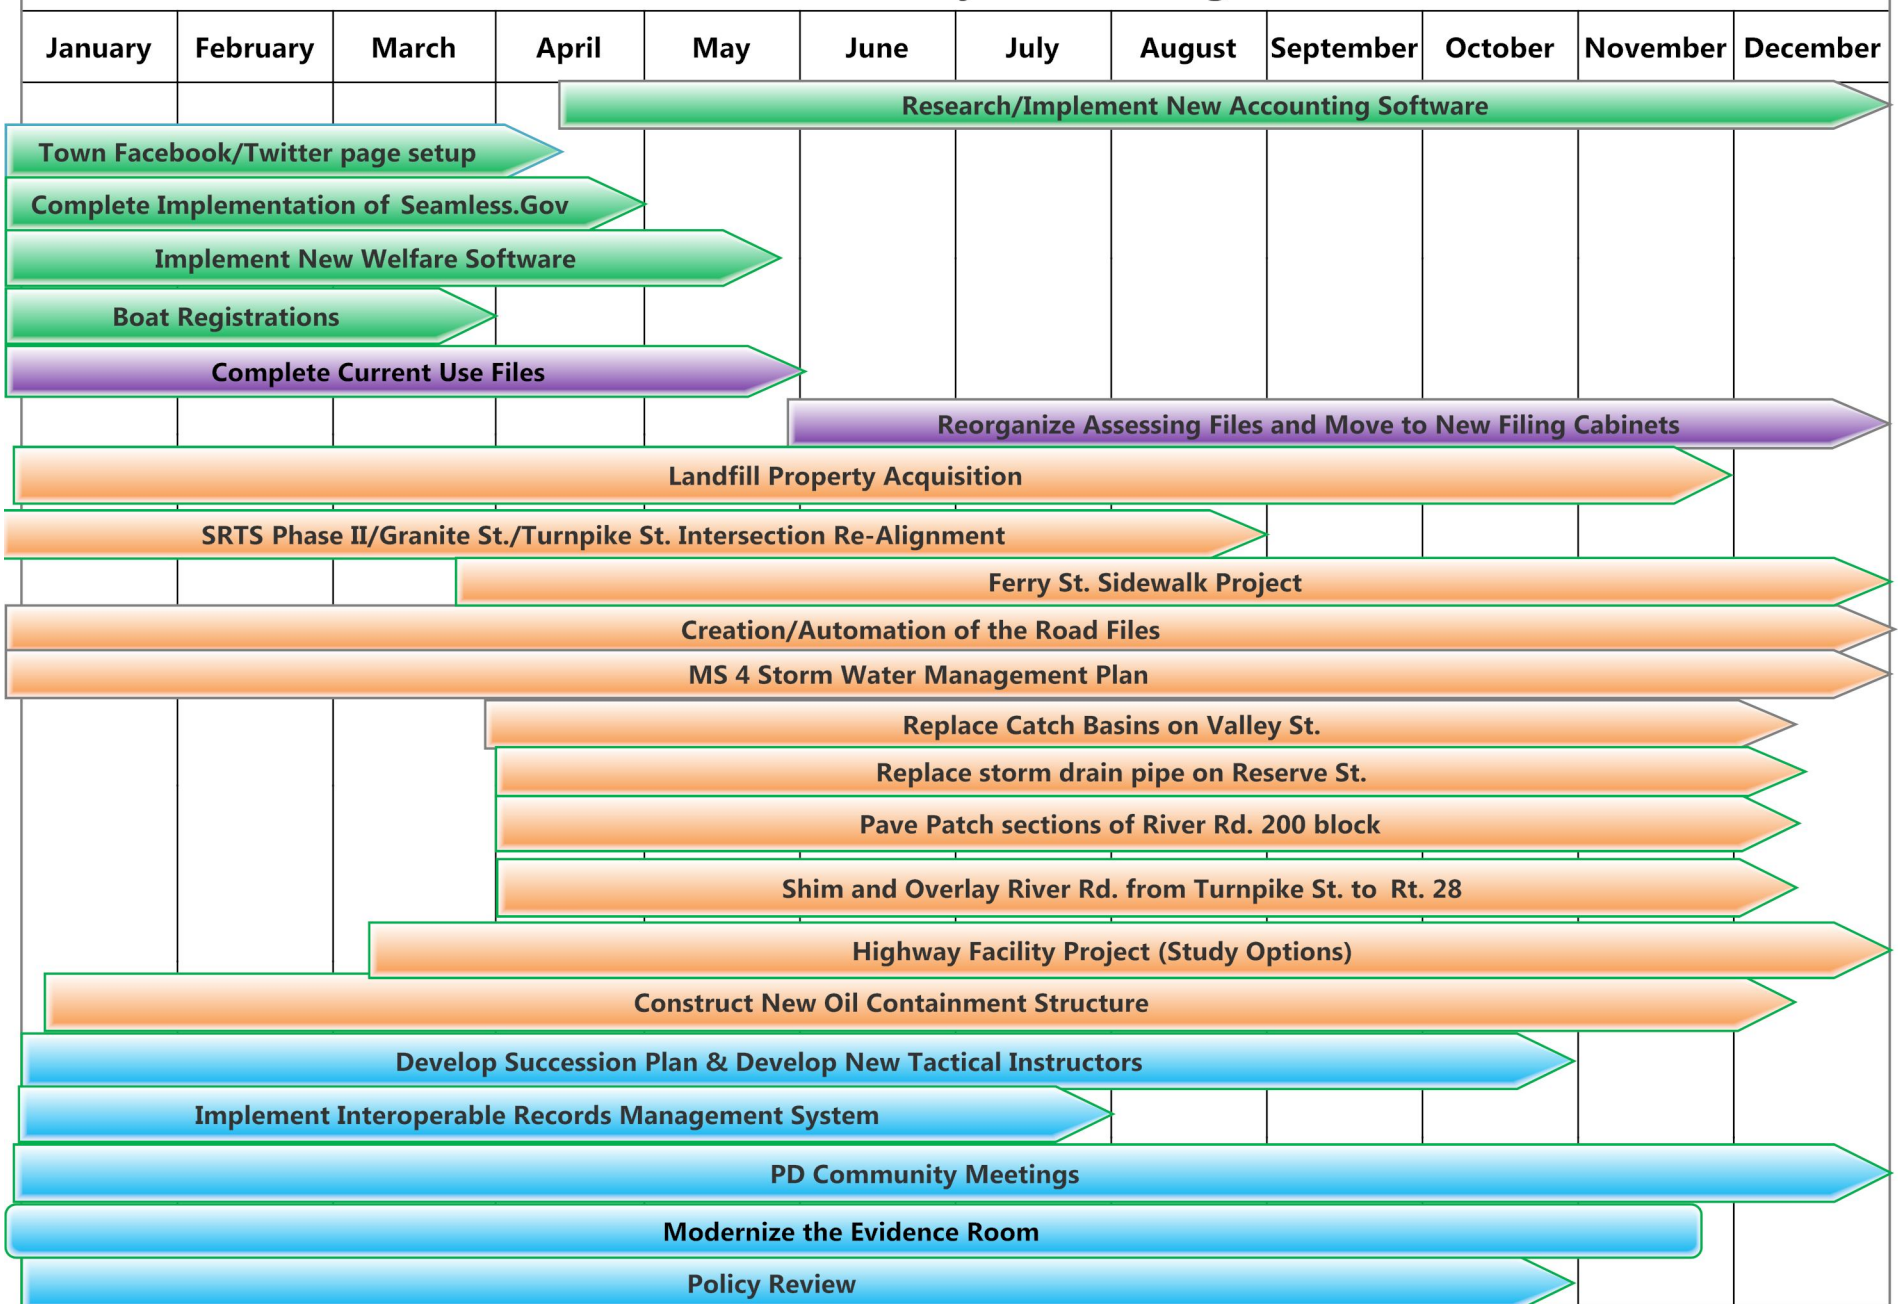 January February March April May June July August September October November December
Research/Implement New Accounting Software
Town Facebook/Twitter page setup
Complete Implementation of Seamless.Gov
Implement New Welfare Software
Boat Registrations
Complete Current Use Files
Reorganize Assessing Files and Move to New Filing Cabinets
Landfill Property Acquisition
SRTS Phase II/Granite St./Turnpike St. Intersection Re-Alignment
Ferry St. Sidewalk Project
Creation/Automation of the Road Files
MS 4 Storm Water Management Plan
Replace Catch Basins on Valley St.
Replace storm drain pipe on Reserve St.
Pave Patch sections of River Rd. 200 block
Shim and Overlay River Rd. from Turnpike St. to Rt. 28
Highway Facility Project (Study Options)
Construct New Oil Containment Structure
Develop Succession Plan & Develop New Tactical Instructors
Implement Interoperable Records Management System
PD Community Meetings
Modernize the Evidence Room
Policy Review